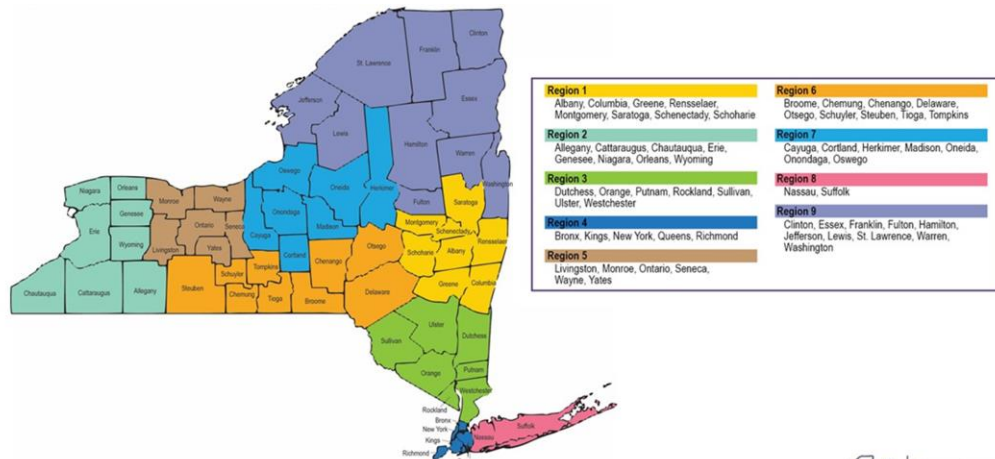 Clinton
Franklin
St. Lawrence
Jefferson
Essex
Lewis
Hamilton
Warren
Washington
Oswego
Oneida
Herkimer
Fulton
Saratoga
Niagara
Orleans
Monroe
Wayne
Genesee
Onondaga
Madison
Montgomery
Schenectady
Rensselaer
Erie
Wyoming
Ontario
Seneca
Cayuga
Livingston
Yates
Cortland
Chenango
Otsego
Schoharie
Albany
Schuyler
Tompkins
Chautauqua
Cattaraugus
Allegany
Steuben
Chemung
Tioga
Broome
Delaware
Greene
Columbia
Ulster
Dutchess
Sullivan
Orange
Putnam
Westchester
Rockland
Bronx
New York
Kings
Richmond
Nassau
Suffolk
Region 1
Albany, Columbia, Greene, Rensselaer,
Montgomery, Saratoga, Schenectady, Schoharie
Region 2
Allegany, Cattaraugus, Chautauqua, Erie,
Genesee, Niagara, Orleans, Wyoming
Region 3
Dutchess, Orange, Putnam, Rockland, Sullivan,
Ulster, Westchester
Region 4
Bronx, Kings, New York, Queens, Richmond
Region 5
Livingston, Monroe, Ontario, Seneca,
Wayne, Yates
Region 6
Broome, Chemung, Chenango, Delaware,
Otsego, Schuyler, Steuben, Tioga, Tompkins
Region 7
Cayuga, Cortland, Herkimer, Madison, Oneida,
Onondaga, Oswego
Region 8
Nassau, Suffolk
Region 9
Clinton, Essex, Franklin, Fulton, Hamilton,
Jefferson, Lewis, St. Lawrence, Warren,
Washington